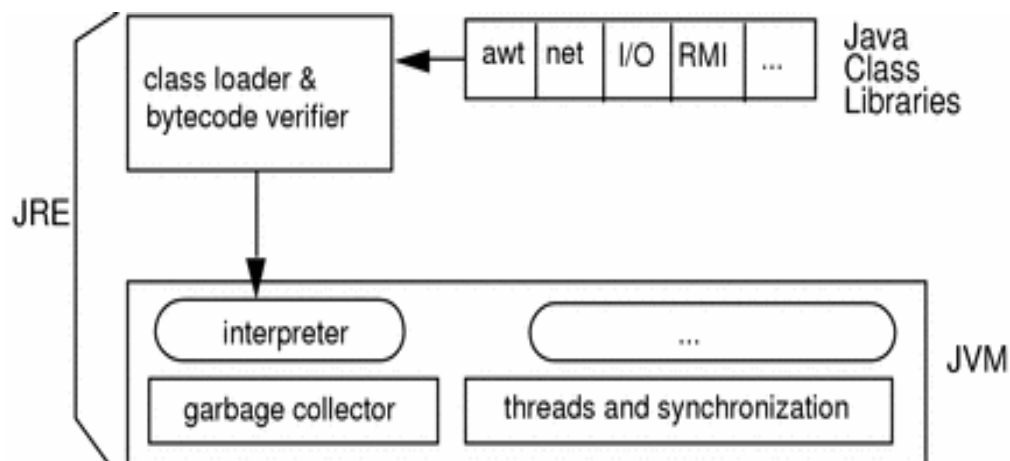 class loader &
bytecode verifier
awt net I/O RMI ...
Java
Class
Libraries
JRE
interpreter
...
JVM
garbage collector
threads and synchronization